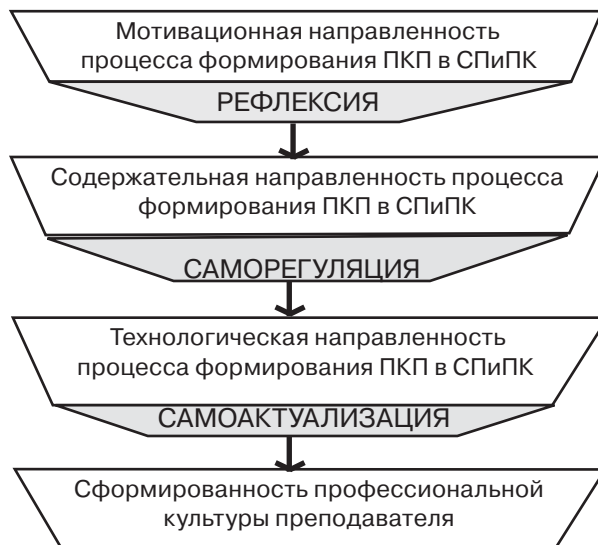 Мотивационная направленность
процесса формирования ПКП в СПиПК
РЕФЛЕКСИЯ
Содержательная направленность процесса
формирования ПКП в СПиПК
САМОРЕГУЛЯЦИЯ
Технологическая направленность
процесса формирования ПКП в СПиПК
САМОАКТУАЛИЗАЦИЯ
Сформированность профессиональной
культуры преподавателя